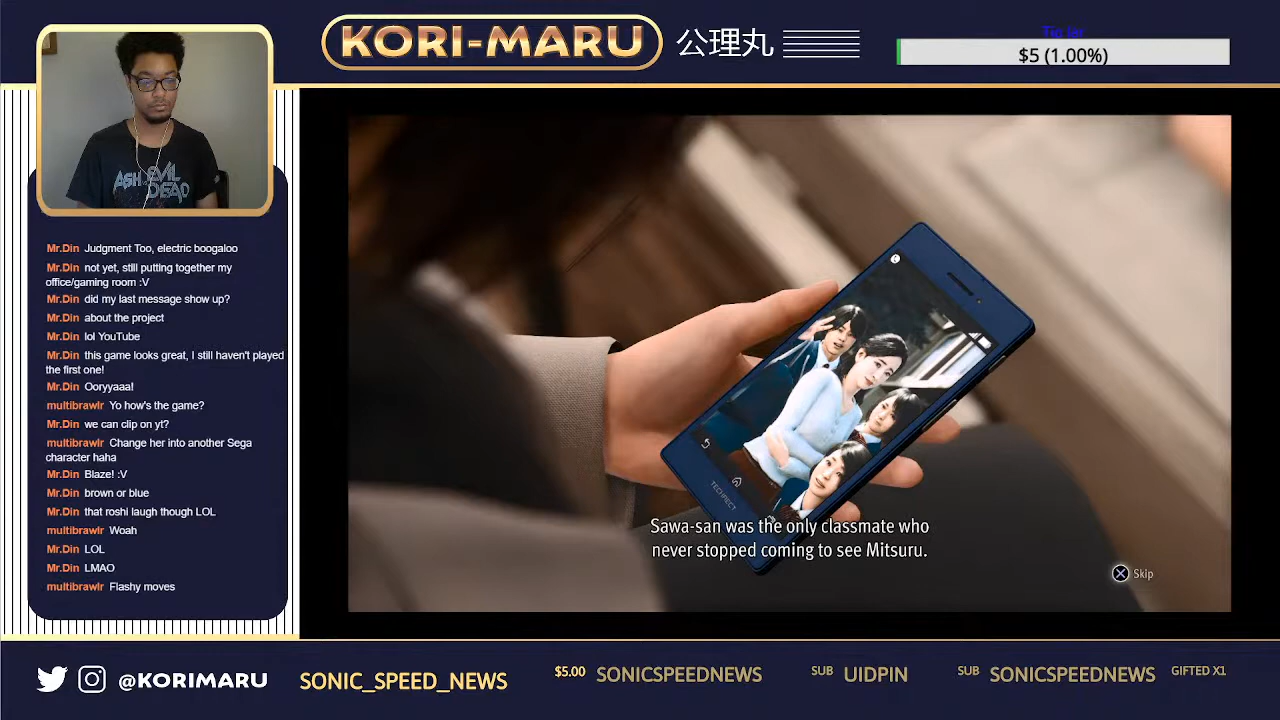 KORI-MARU
公理丸
Tip Jar
$5 (1.00%)
ASH EVIL
DEAD
Mr.Din Judgment Too, electric boogaloo
Mr.Din not yet, still putting together my
office/gaming room :V
Mr.Din did my last message show up?
Mr.Din about the project
Mr.Din lol YouTube
Mr.Din this game looks great, I still haven't played
the first one!
Mr.Din Ooryyaaa!
multibrawlr Yo how's the game?
Mr.Din we can clip on yt?
multibrawlr Change her into another Sega
character haha
Mr.Din Blaze! :V
Mr.Din brown or blue
Mr.Din that roshi laugh though LOL
multibrawlr Woah
Mr.Din LOL
Mr.Din LMAO
multibrawlr Flashy moves
TECHPECT
Sawa-san was the only classmate who
never stopped coming to see Mitsuru.
Skip
@KORIMARU
SONIC_SPEED_NEWS
$5.00 SONICSPEEDNEWS
SUB UIDPIN
SUB SONICSPEEDNEWS GIFTED X1